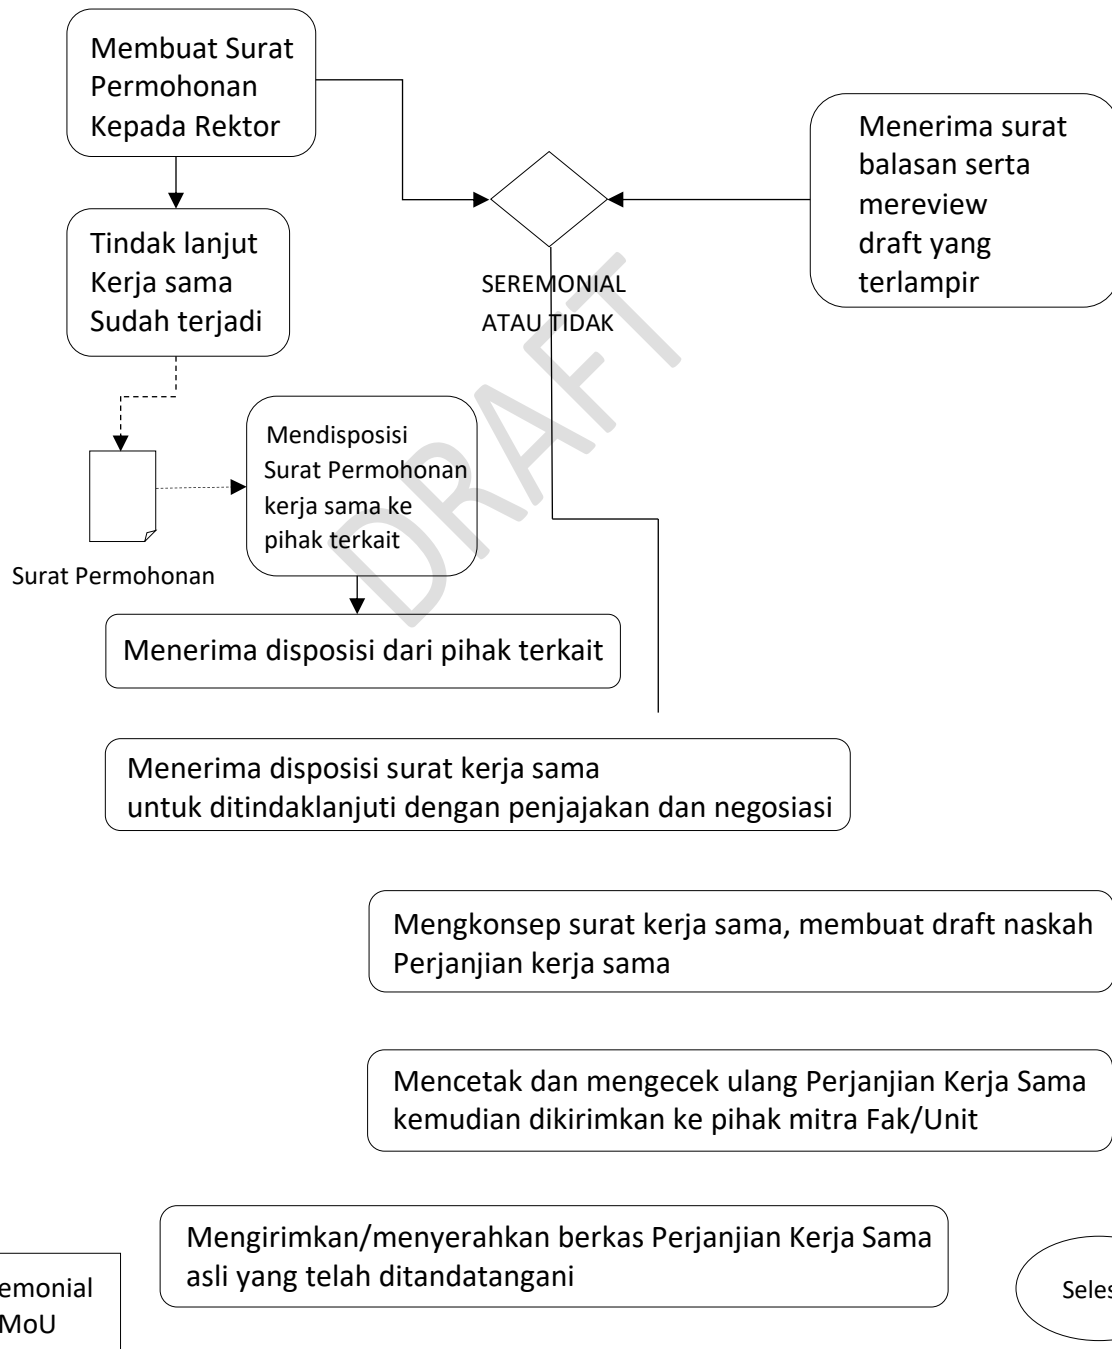 Membuat Surat
Permohonan
Kepada Rektor
Menerima surat
balasan serta
mereview
draft yang
terlampir
Tindak lanjut
Kerja sama
Sudah terjadi
SEREMONIAL
ATAU TIDAK
DRAFT
Mendisposisi
Surat Permohonan
kerja sama ke
pihak terkait
Surat Permohonan
Menerima disposisi dari pihak terkait
Menerima disposisi surat kerja sama
untuk ditindaklanjuti dengan penjajakan dan negosiasi
Mengkonsep surat kerja sama, membuat draft naskah
Perjanjian kerja sama
Mencetak dan mengecek ulang Perjanjian Kerja Sama
kemudian dikirimkan ke pihak mitra Fak/Unit
Mengirimkan/menyerahkan berkas Perjanjian Kerja Sama
asli yang telah ditandatangani
emonial
MoU
Seles